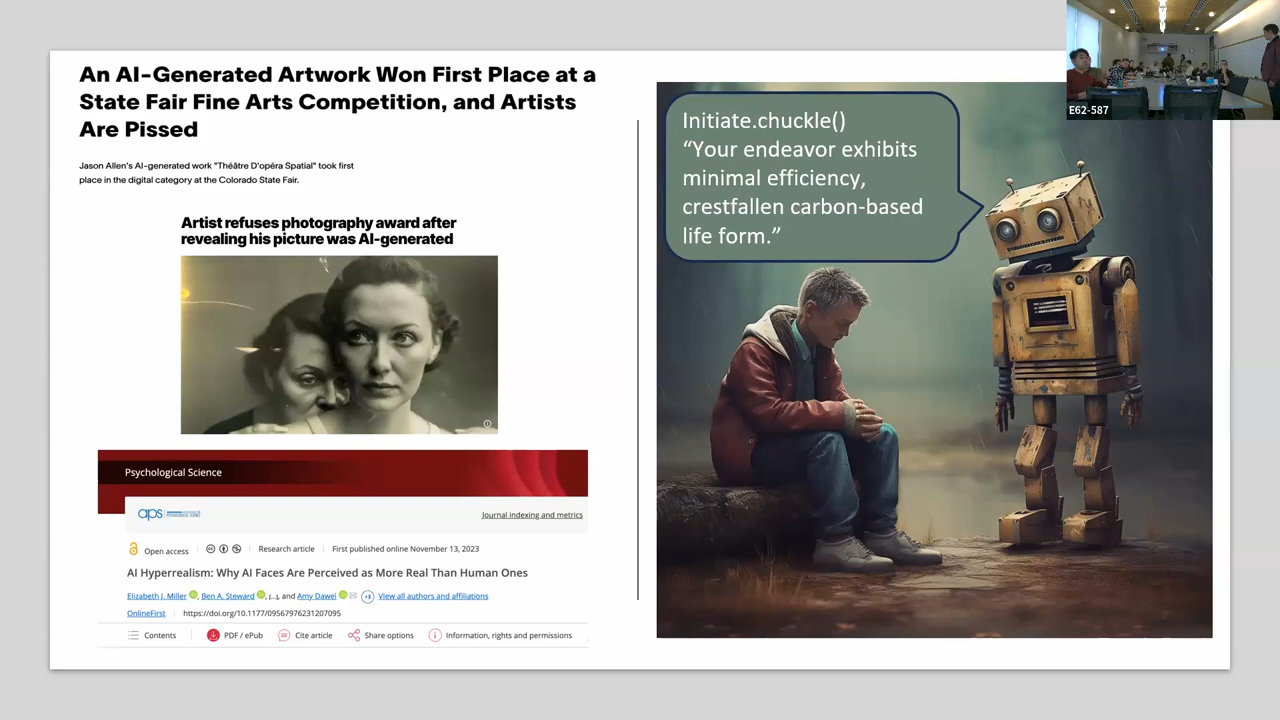 An AI-Generated Artwork Won First Place at a
State Fair Fine Arts Competition, and Artists
Are Pissed
Jason Allen's AI-generated work "Théâtre D'opéra Spatial" took first
place in the digital category at the Colorado State Fair.
Artist refuses photography award after
revealing his picture was AI-generated
Psychological Science
aps
Journal indexing and metrics
Open access
Research article
First published online November 13, 2023
AI Hyperrealism: Why AI Faces Are Perceived as More Real Than Human Ones
Elizabeth J. Miller, Ben A. Steward, [...], and Amy Dawel +3 View all authors and affiliations
OnlineFirst
https://doi.org/10.1177/09567976231207095
Contents
PDF / ePub
Cite article
Share options
Information, rights and permissions
Initiate.chuckle()
“Your endeavor exhibits
minimal efficiency,
crestfallen carbon-based
life form.”
E62-587